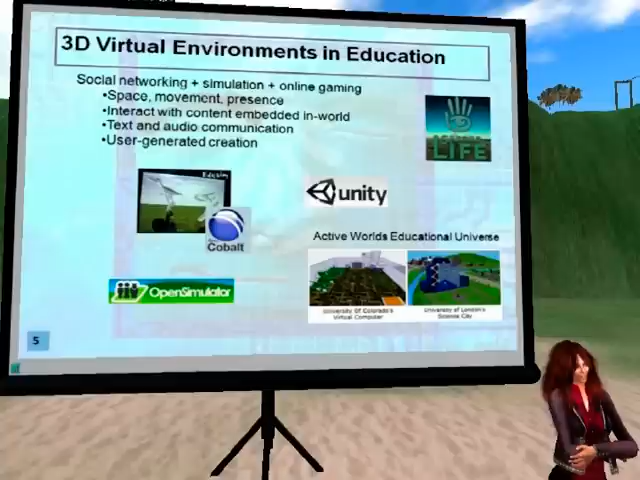 3D Virtual Environments in Education
Social networking + simulation + online gaming
•Space, movement, presence
•Interact with content embedded in-world
•Text and audio communication
•User-generated creation
LIFE
unity
Cobalt
Active Worlds Educational Universe
OpenSimulator
University Of Colorado's
Virtual Computer
University of London's
Science City
5